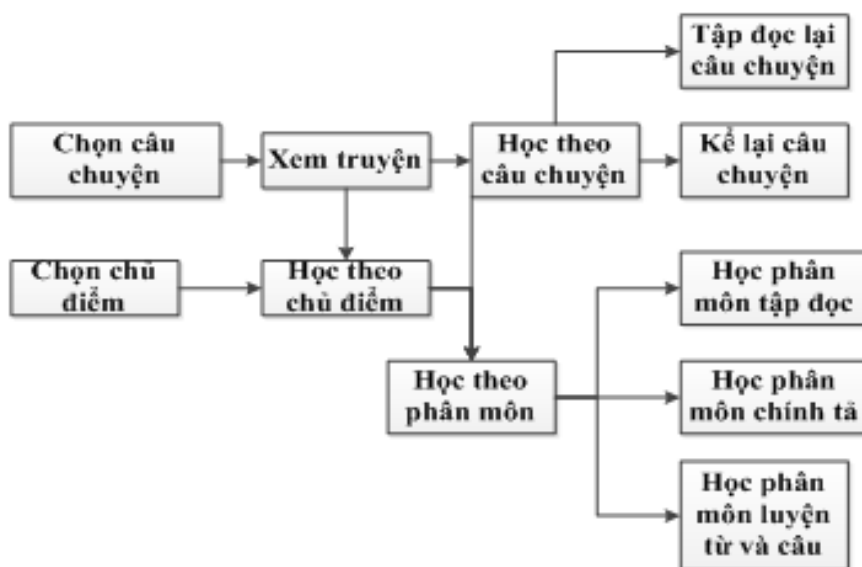 Tập đọc lại
câu chuyện
Chọn câu
chuyện
Xem truyện
Học theo
câu chuyện
Kể lại câu
chuyện
Chọn chủ
điểm
Học theo
chủ điểm
Học phân
môn tập đọc
Học theo
phân môn
Học phân
môn chính tả
Học phân
môn luyện
từ và câu